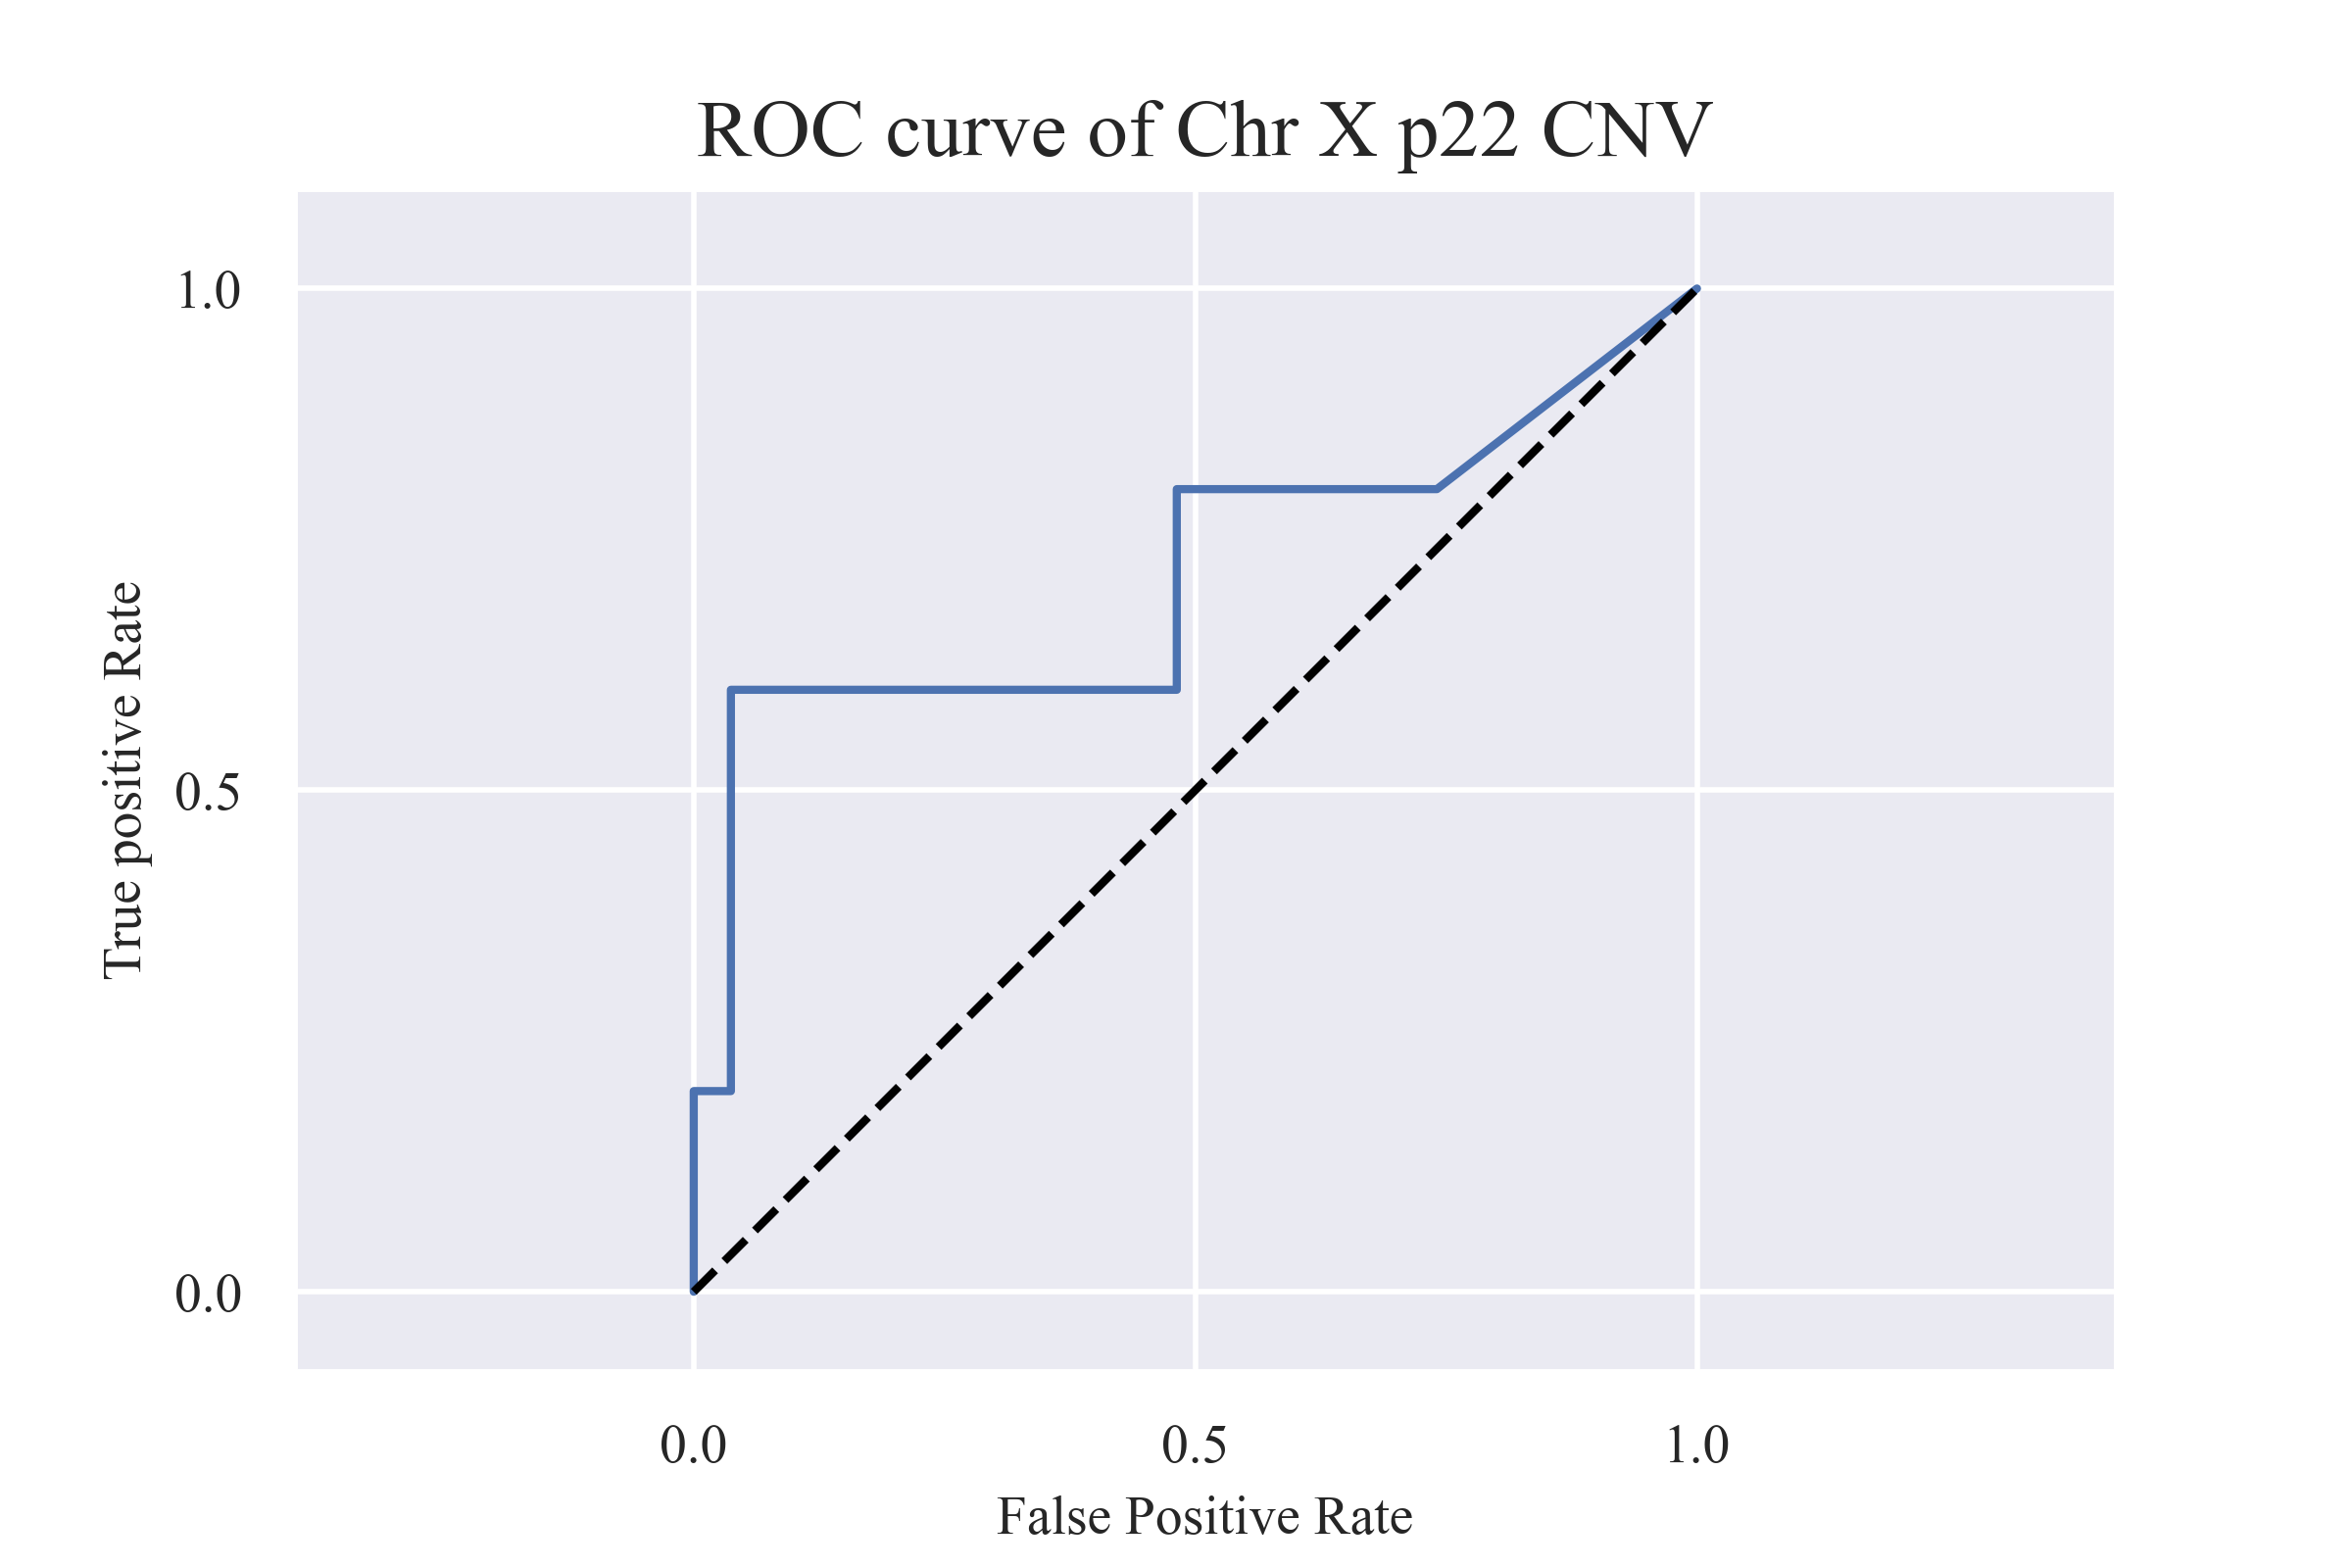 ROC curve of Chr X p22 CNV
True positive Rate
1.0
0.5
0.0
0.0 0.5 1.0
False Positive Rate